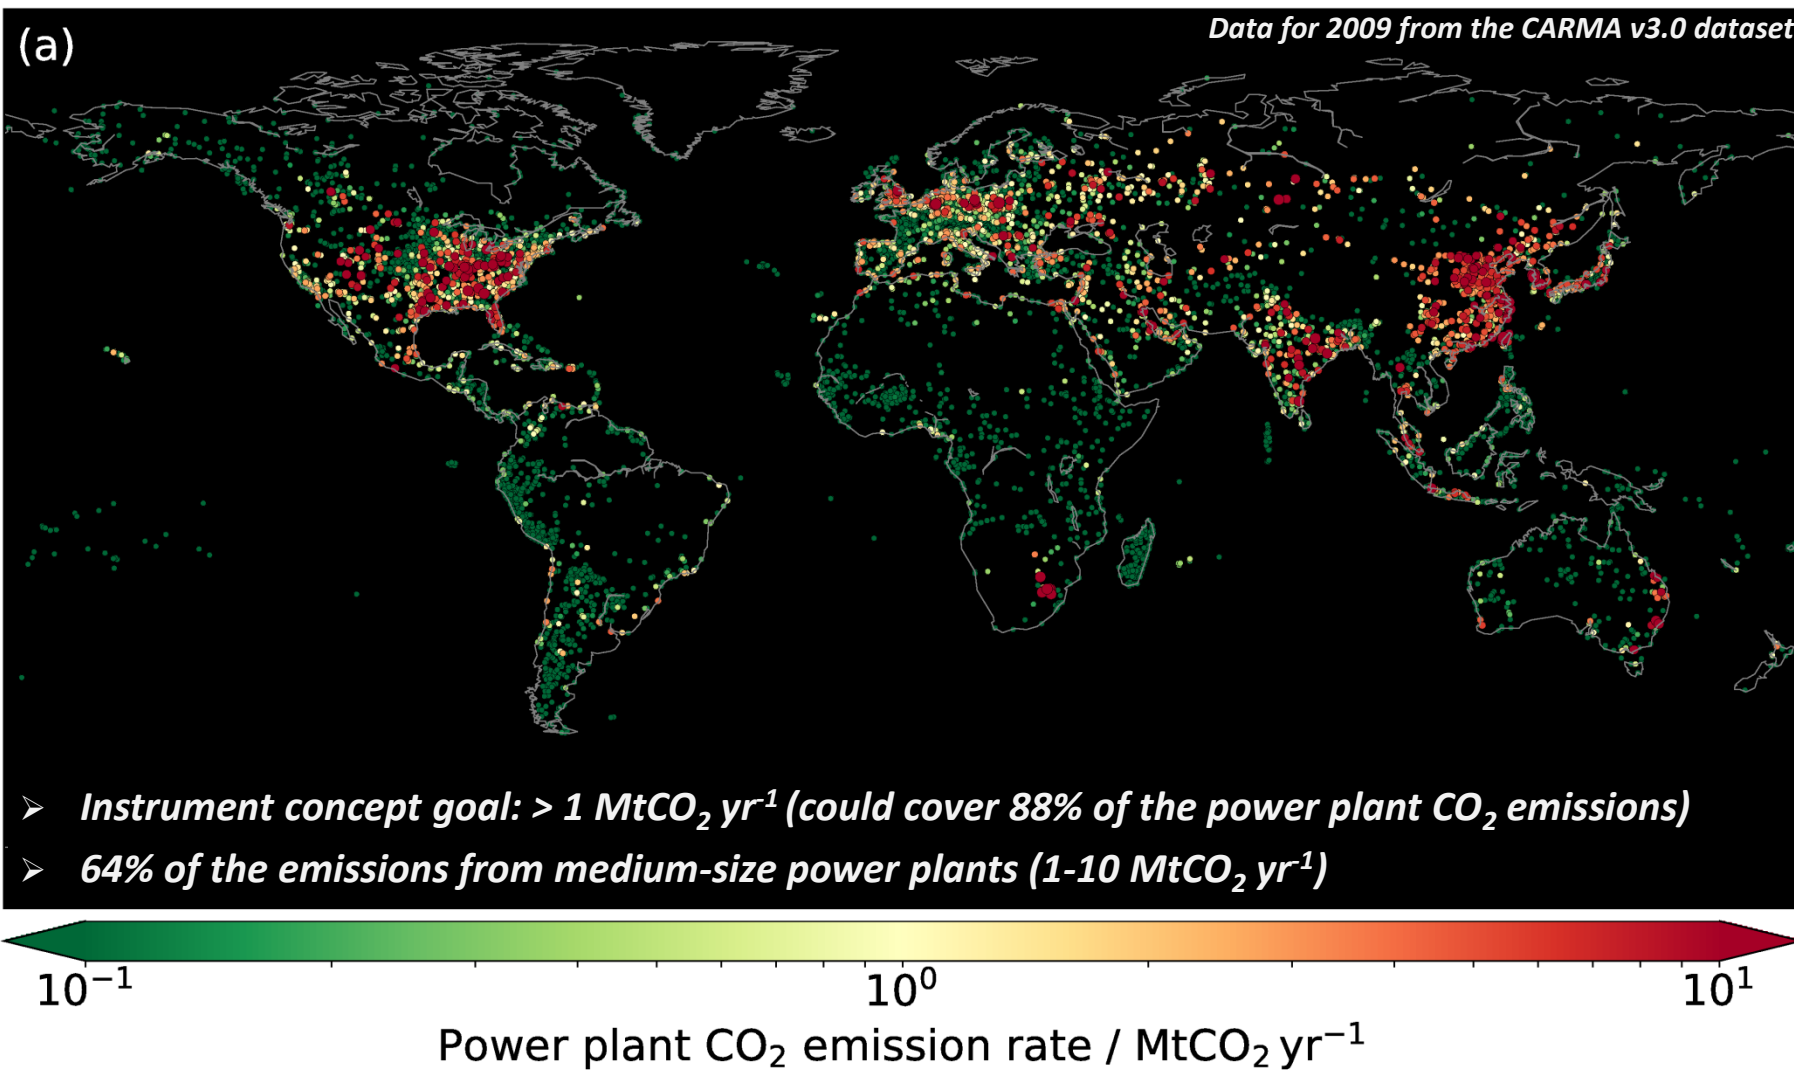 (a)
Data for 2009 from the CARMA v3.0 dataset
➢ Instrument concept goal: > 1 MtCO₂ yr⁻¹ (could cover 88% of the power plant CO₂ emissions)
➢ 64% of the emissions from medium-size power plants (1-10 MtCO₂ yr⁻¹)
10⁻¹ 10⁰ 10¹
Power plant CO₂ emission rate / MtCO₂ yr⁻¹